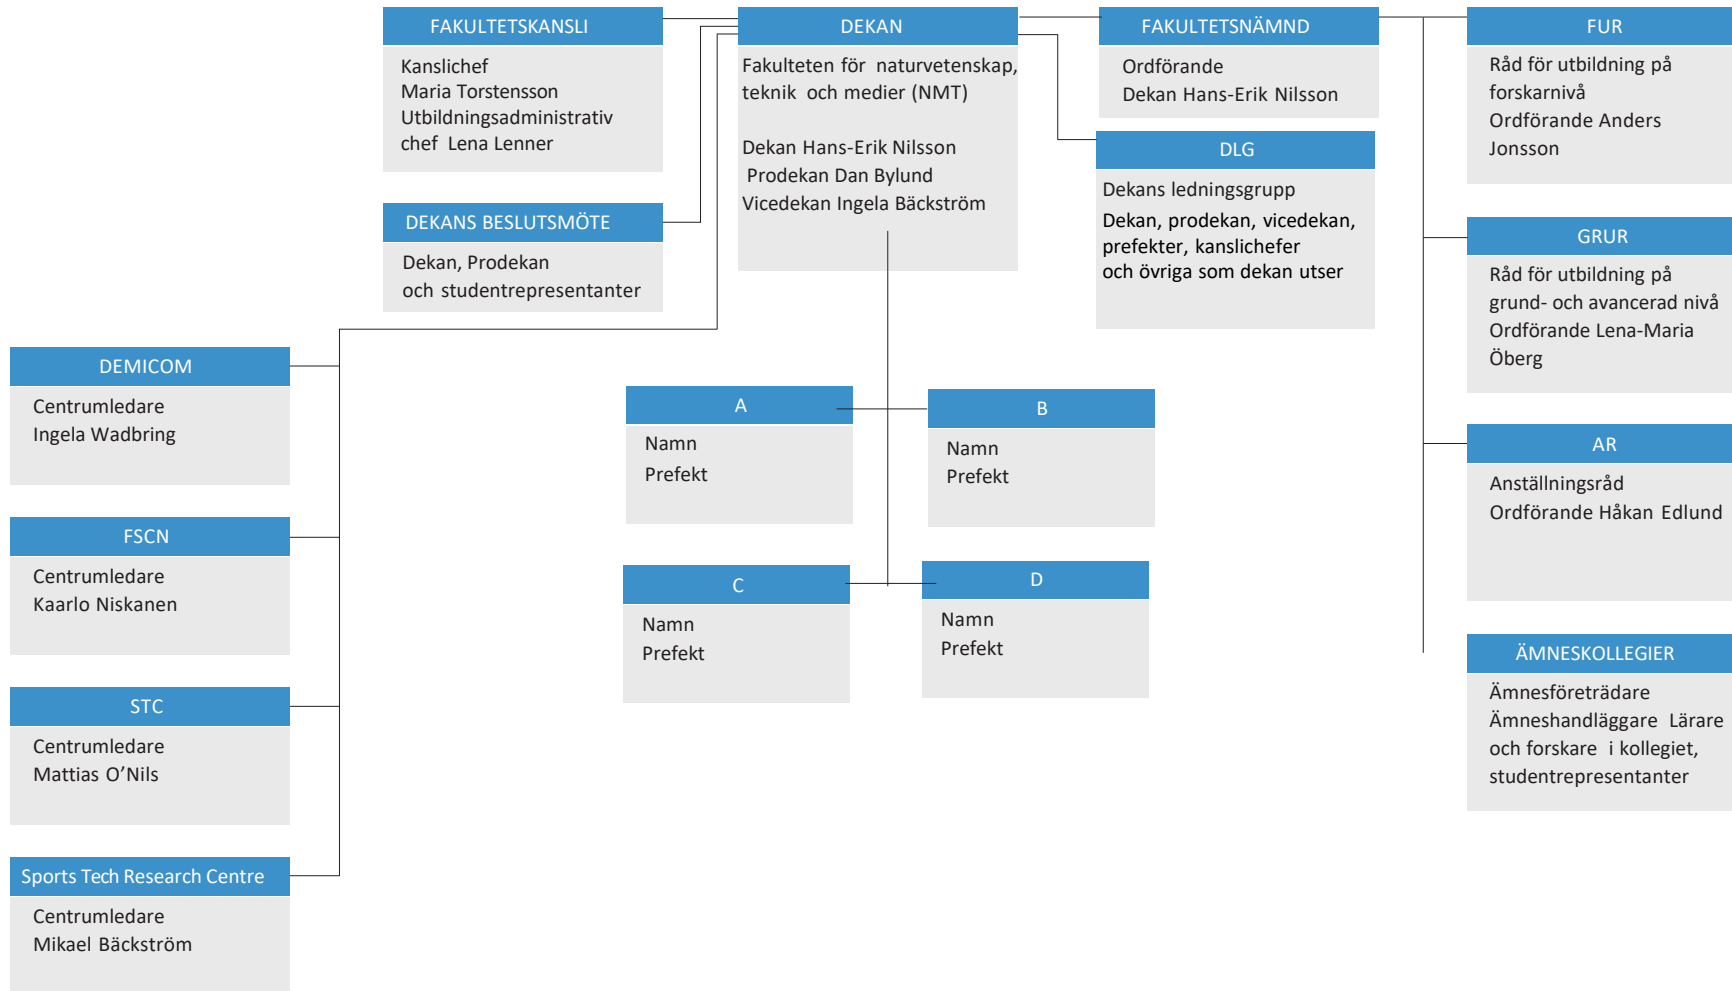 FAKULTETSKANSLI
Kanslichef
Maria Torstensson
Utbildningsadministrativ
chef Lena Lenner
DEKANS BESLUTSMÖTE
Dekan, Prodekan
och studentrepresentanter
DEKAN
Fakulteten för naturvetenskap,
teknik och medier (NMT)
Dekan Hans-Erik Nilsson
Prodekan Dan Bylund
Vicedekan Ingela Bäckström
FAKULTETSNÄMND
Ordförande
Dekan Hans-Erik Nilsson
DLG
Dekans ledningsgrupp
Dekan, prodekan, vicedekan,
prefekter, kanslichefer
och övriga som dekan utser
FUR
Råd för utbildning på
forskarnivå
Ordförande Anders
Jonsson
GRUR
Råd för utbildning på
grund- och avancerad nivå
Ordförande Lena-Maria
Öberg
AR
Anställningsråd
Ordförande Håkan Edlund
ÄMNESKOLLEGIER
Ämnesföreträdare
Ämneshandläggare Lärare
och forskare i kollegiet,
studentrepresentanter
DEMICOM
Centrumledare
Ingela Wadbring
FSCN
Centrumledare
Kaarlo Niskanen
STC
Centrumledare
Mattias O’Nils
Sports Tech Research Centre
Centrumledare
Mikael Bäckström
A
Namn
Prefekt
B
Namn
Prefekt
C
Namn
Prefekt
D
Namn
Prefekt